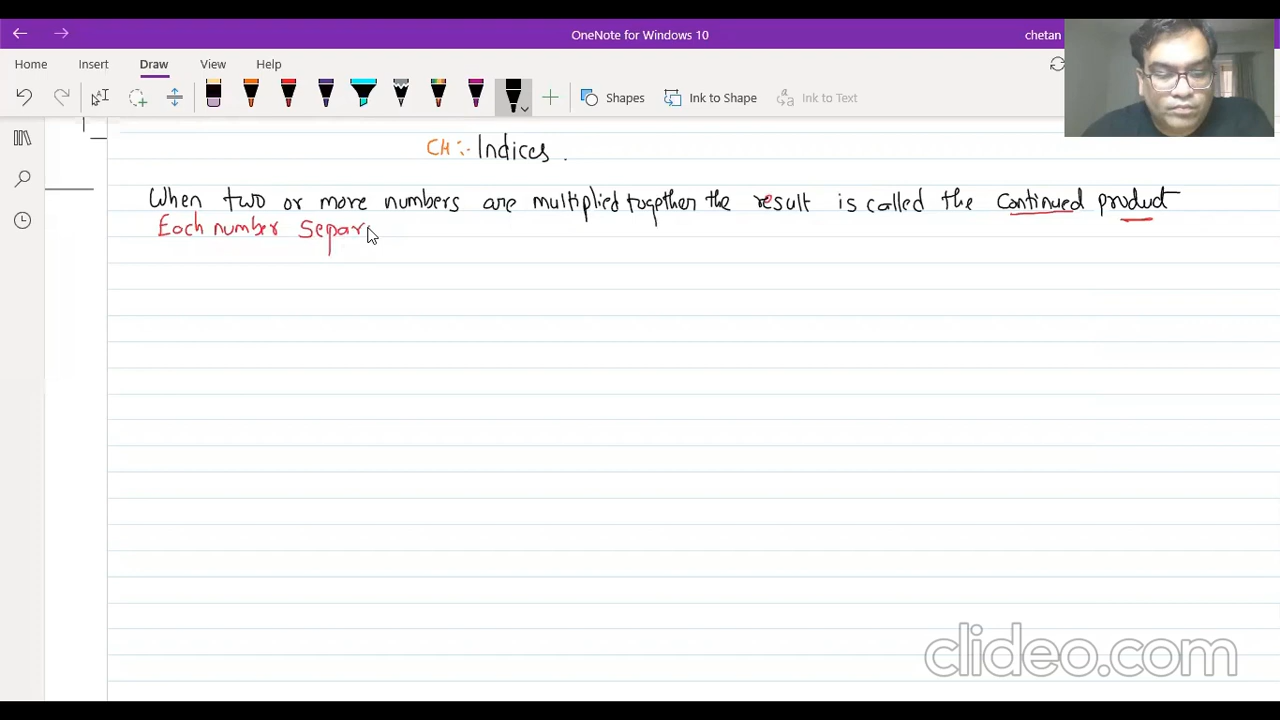 OneNote for Windows 10
chetan
Home Insert Draw View Help
Shapes Ink to Shape Ink to Text
CH:- Indices.
When two or more numbers are multiplied together the result is called the continued product
Each number Separ
clideo.com